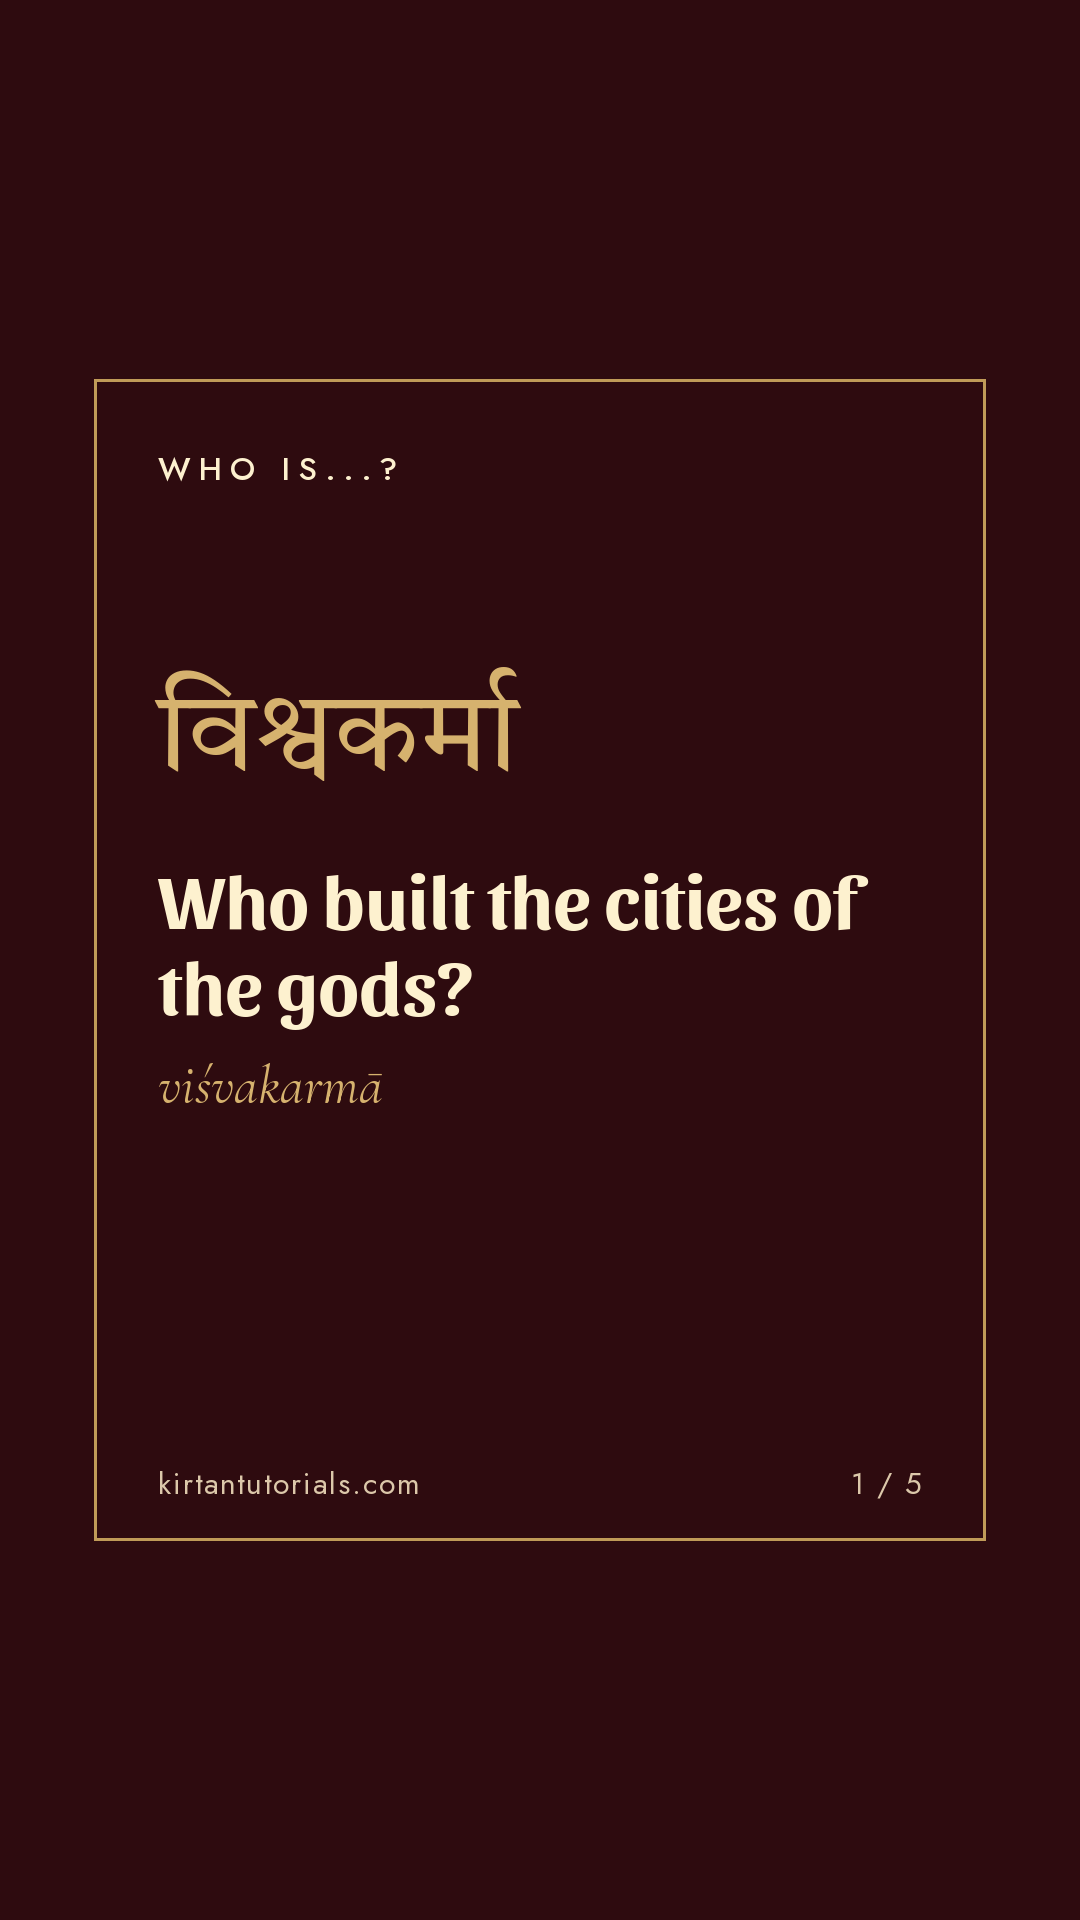 WHO IS...?
विश्वकर्मा
Who built the cities of
the gods?
viśvakarmā
kirtantutorials.com
1 / 5